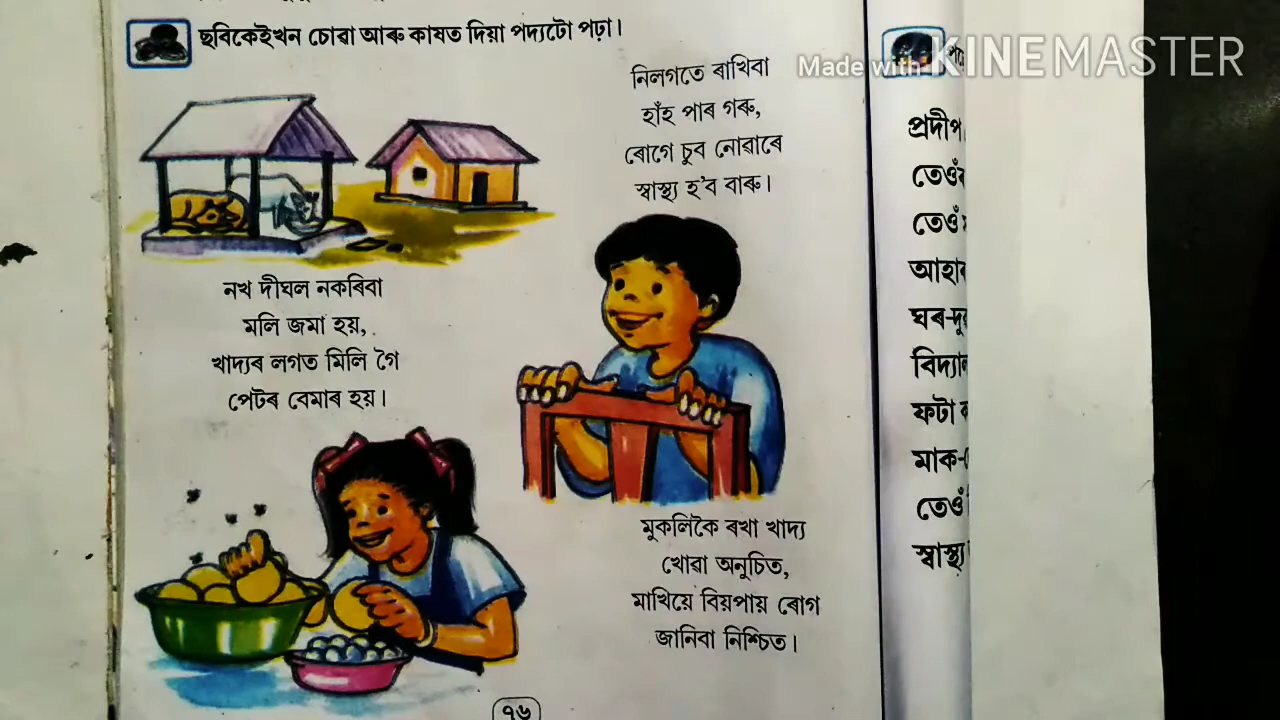 ছবিকেইখন চোৱা আৰু কাষত দিয়া পদ্যটো পঢ়া।
Made with KINEMASTER
নিলগতে ৰাখিবা
হাঁহ পাৰ গৰু,
ৰোগে চুব নোৱাৰে
স্বাস্থ্য হ'ব বাৰু।
নখ দীঘল নকৰিবা
মলি জমা হয়,
খাদ্যৰ লগত মিলি গৈ
পেটৰ বেমাৰ হয়।
মুকলিকৈ ৰখা খাদ্য
খোৱা অনুচিত,
মাখিয়ে বিয়পায় ৰোগ
জানিবা নিশ্চিত।
৭৬
প্ৰদীপ
তেওঁৰ
তেওঁ
আহাৰ
ঘৰ-দু
বিদ্যাল
ফটা
মাক-
তেওঁ
স্বাস্থ্য